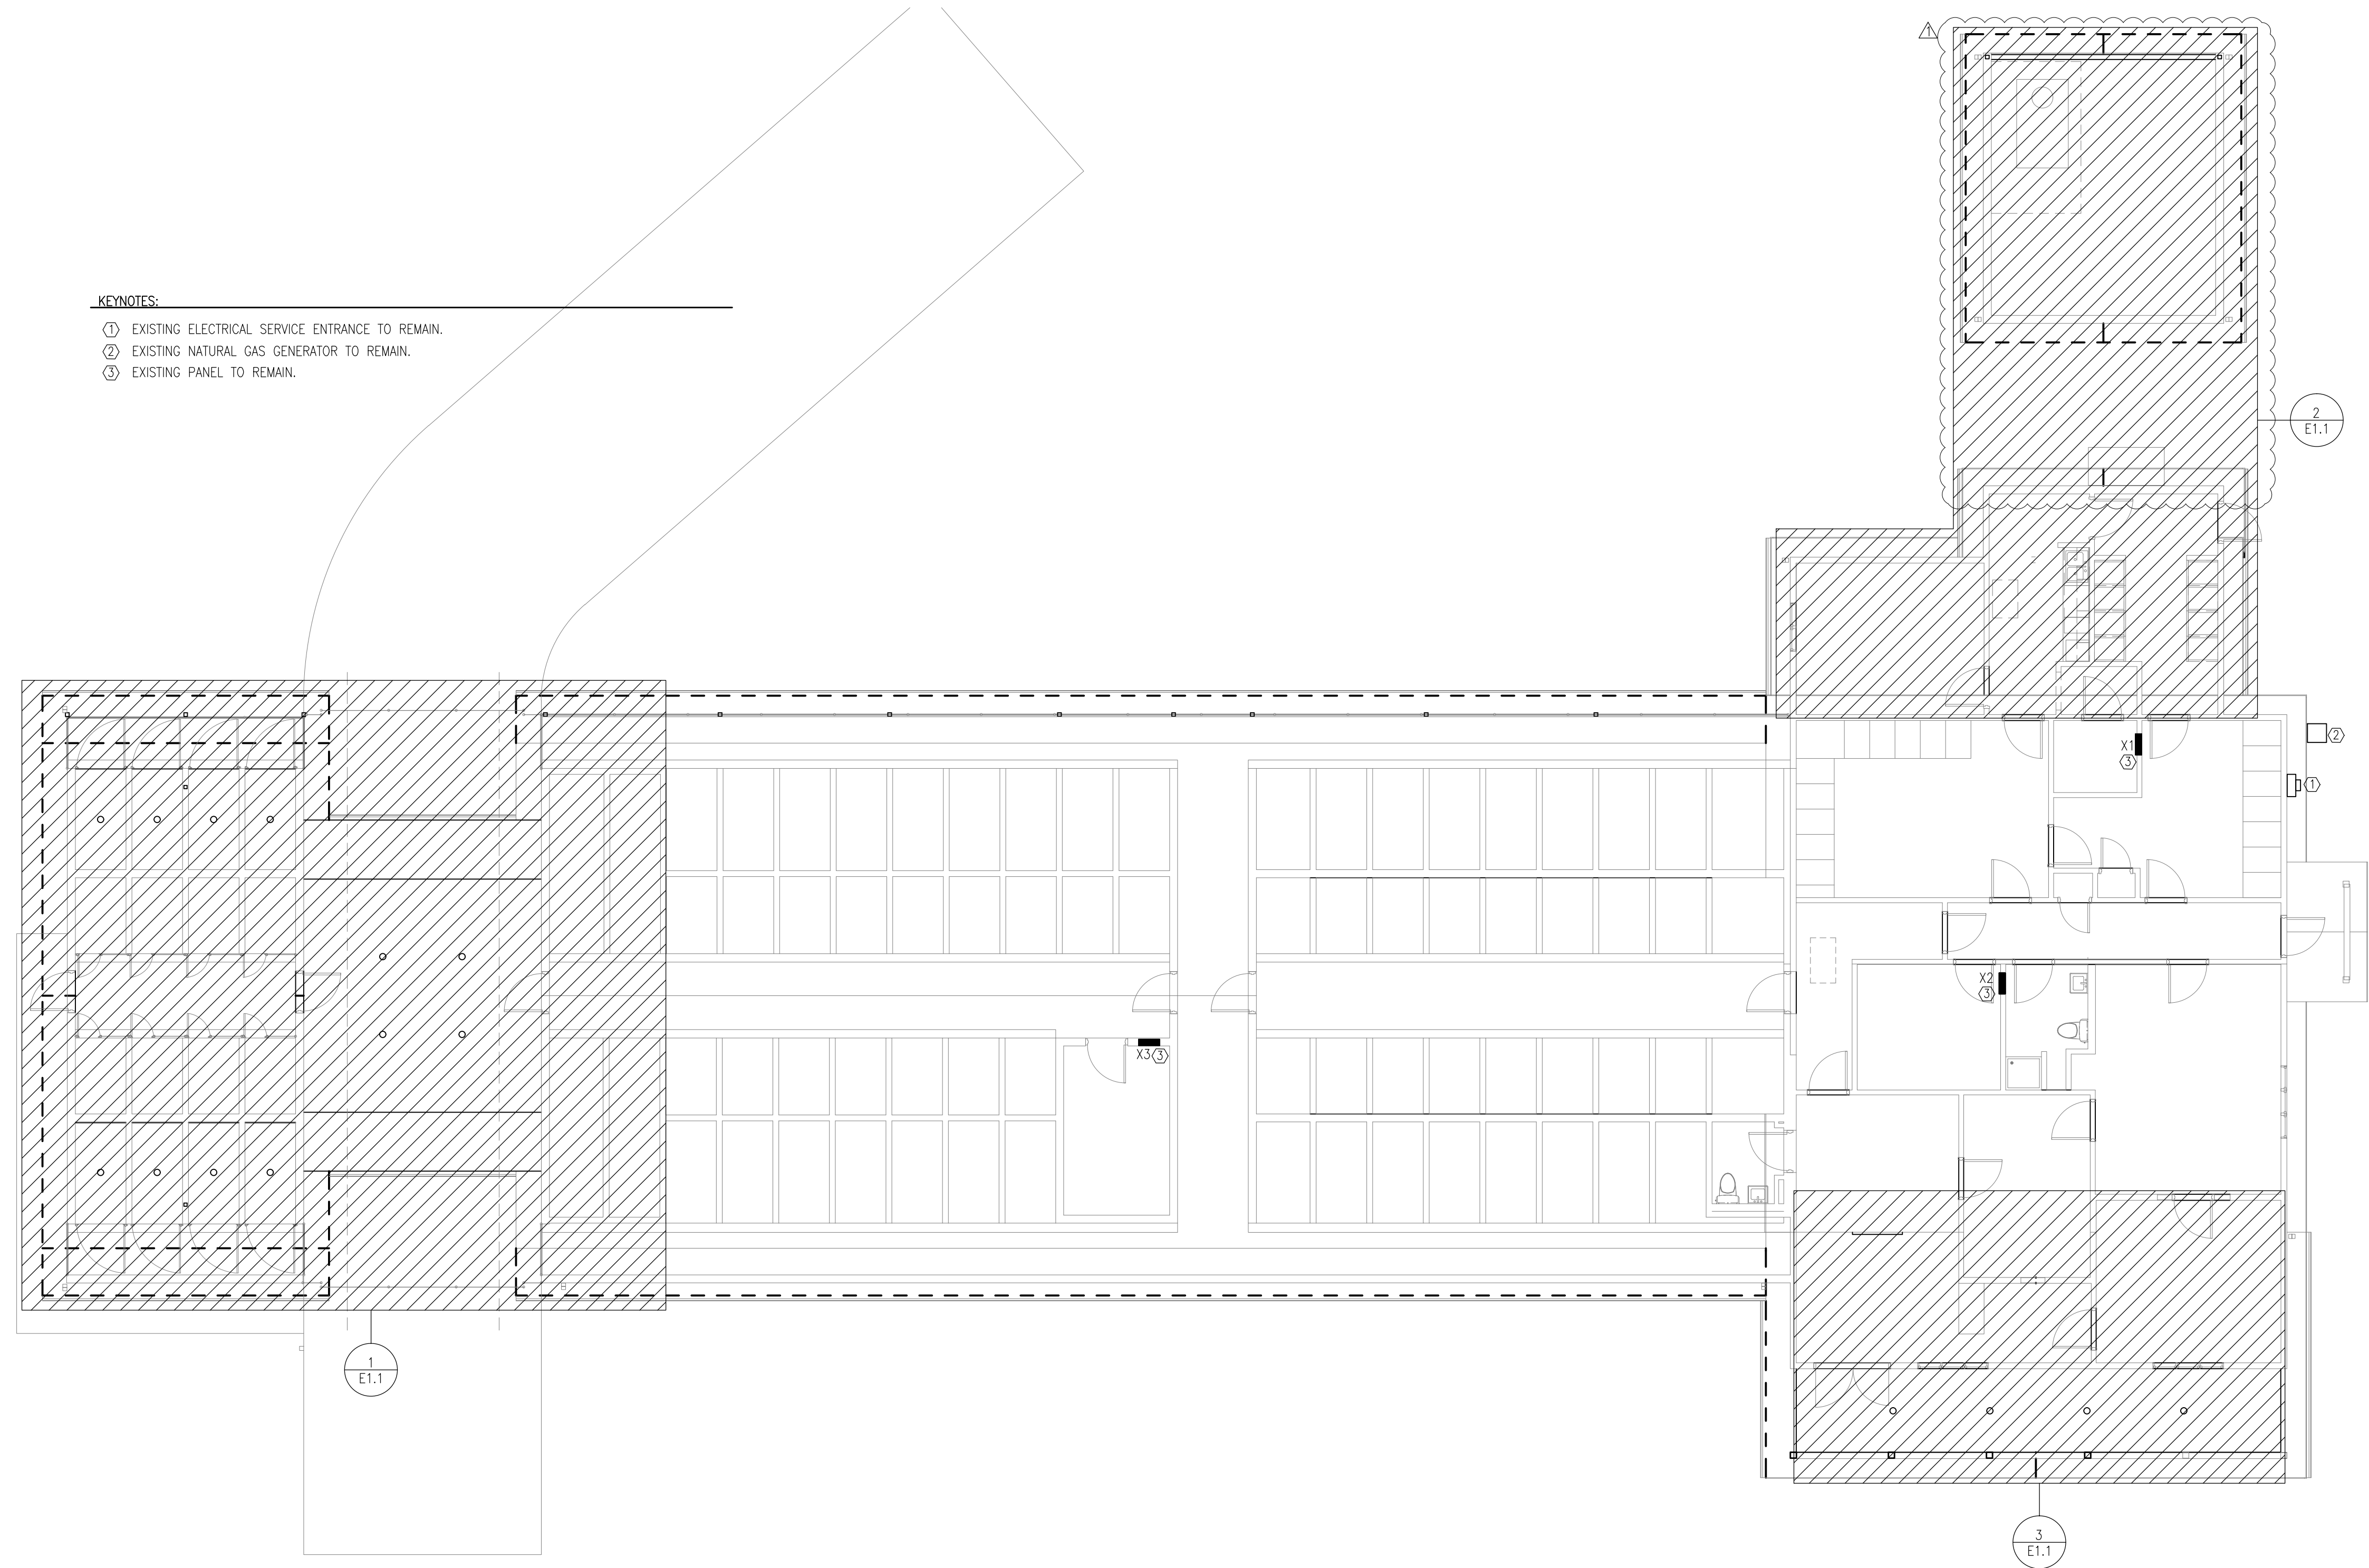 1
KEYNOTES:
1 EXISTING ELECTRICAL SERVICE ENTRANCE TO REMAIN.
2 EXISTING NATURAL GAS GENERATOR TO REMAIN.
3 EXISTING PANEL TO REMAIN.
2
E1.1
2
X1
3
1
X2
3
X3 3
1
E1.1
3
E1.1